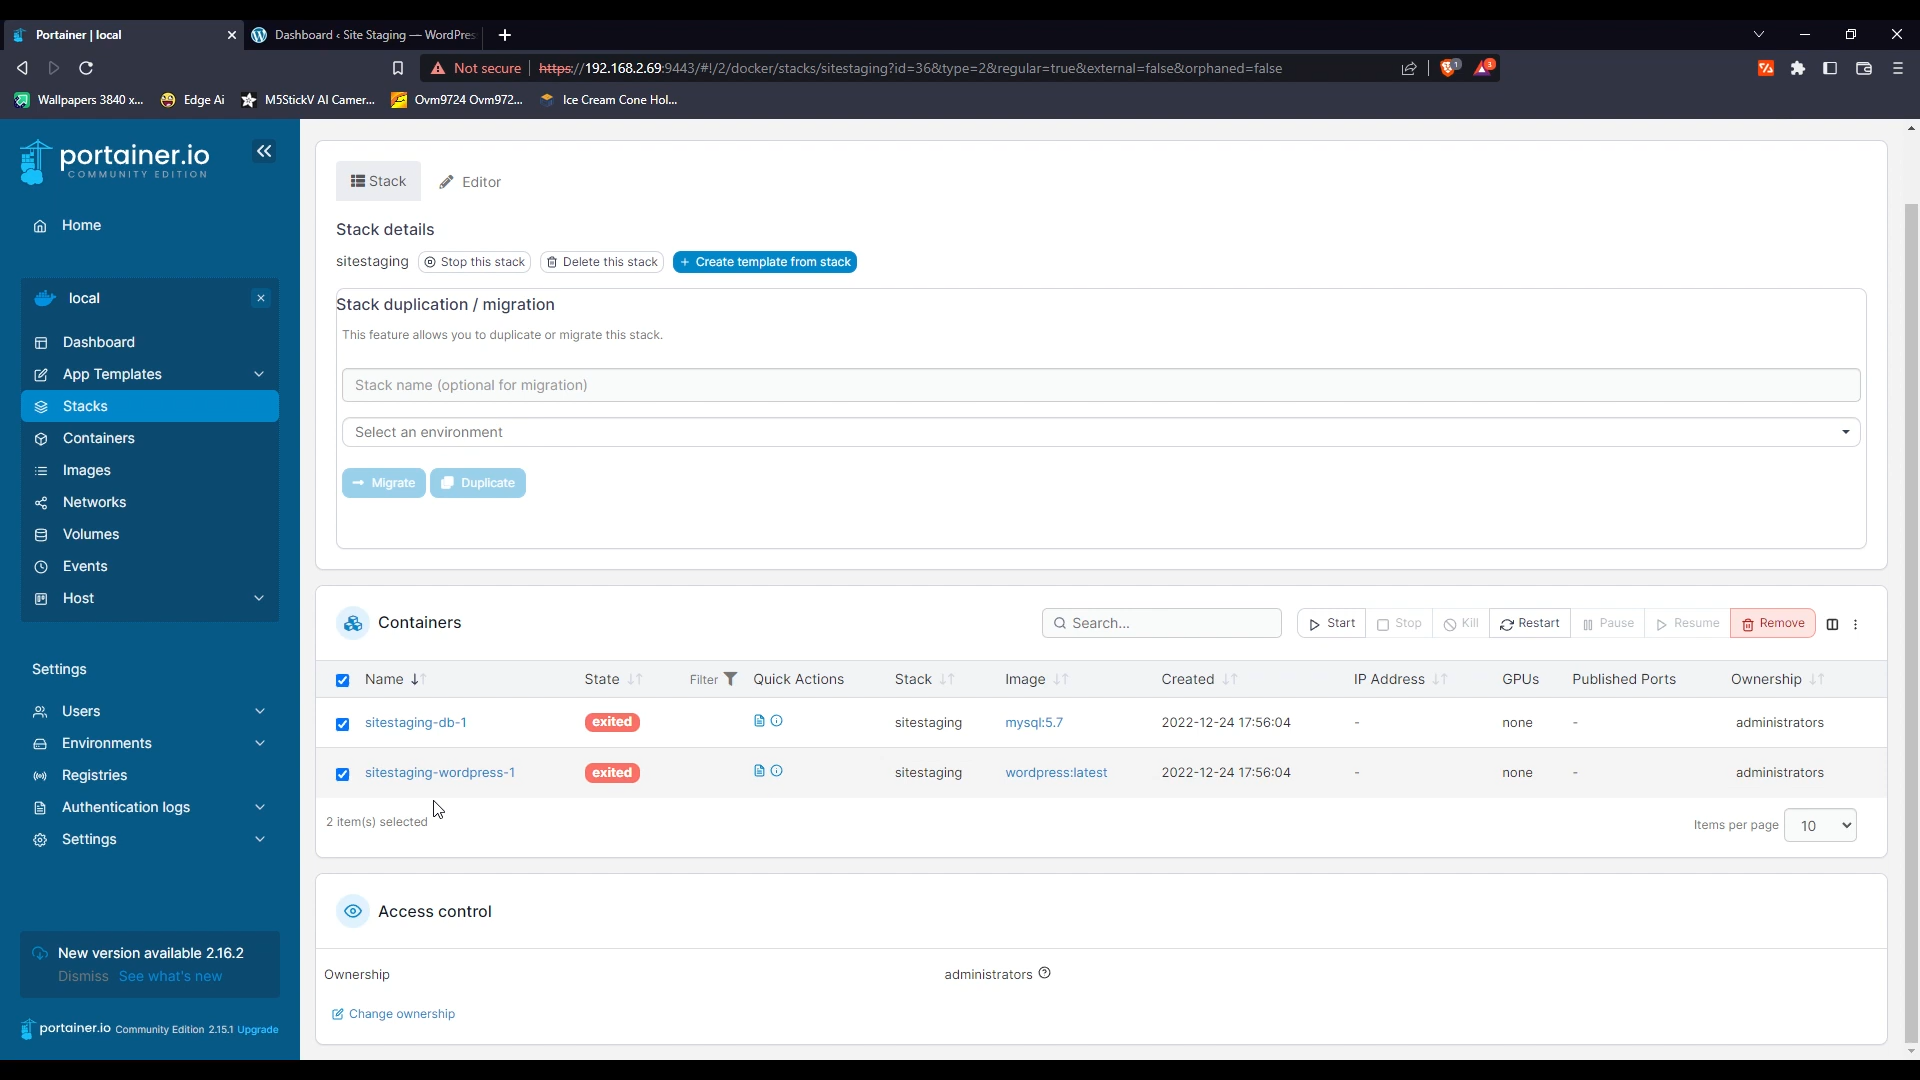 Portainer | local
Dashboard ‹ Site Staging — WordPres
Not secure https://192.168.2.69:9443/#!/2/docker/stacks/sitestaging?id=36&type=2&regular=true&external=false&orphaned=false
1
3
Wallpapers 3840 x...
Edge Ai
M5StickV AI Camer...
Ovm9724 Ovm972...
Ice Cream Cone Hol...
portainer.io
COMMUNITY EDITION
Home
local
Dashboard
App Templates
Stacks
Containers
Images
Networks
Volumes
Events
Host
Settings
Users
Environments
Registries
Authentication logs
Settings
New version available 2.16.2
Dismiss See what's new
portainer.io Community Edition 2.15.1 Upgrade
Stack Editor
Stack details
sitestaging Stop this stack Delete this stack + Create template from stack
Stack duplication / migration
This feature allows you to duplicate or migrate this stack.
Stack name (optional for migration)
Select an environment
Migrate Duplicate
Containers Search... Start Stop Kill Restart Pause Resume Remove
Name State Filter Quick Actions Stack Image Created IP Address GPUs Published Ports Ownership
sitestaging-db-1 exited sitestaging mysql:5.7 2022-12-24 17:56:04 - none - administrators
sitestaging-wordpress-1 exited sitestaging wordpress:latest 2022-12-24 17:56:04 - none - administrators
2 item(s) selected Items per page 10
Access control
Ownership administrators
Change ownership